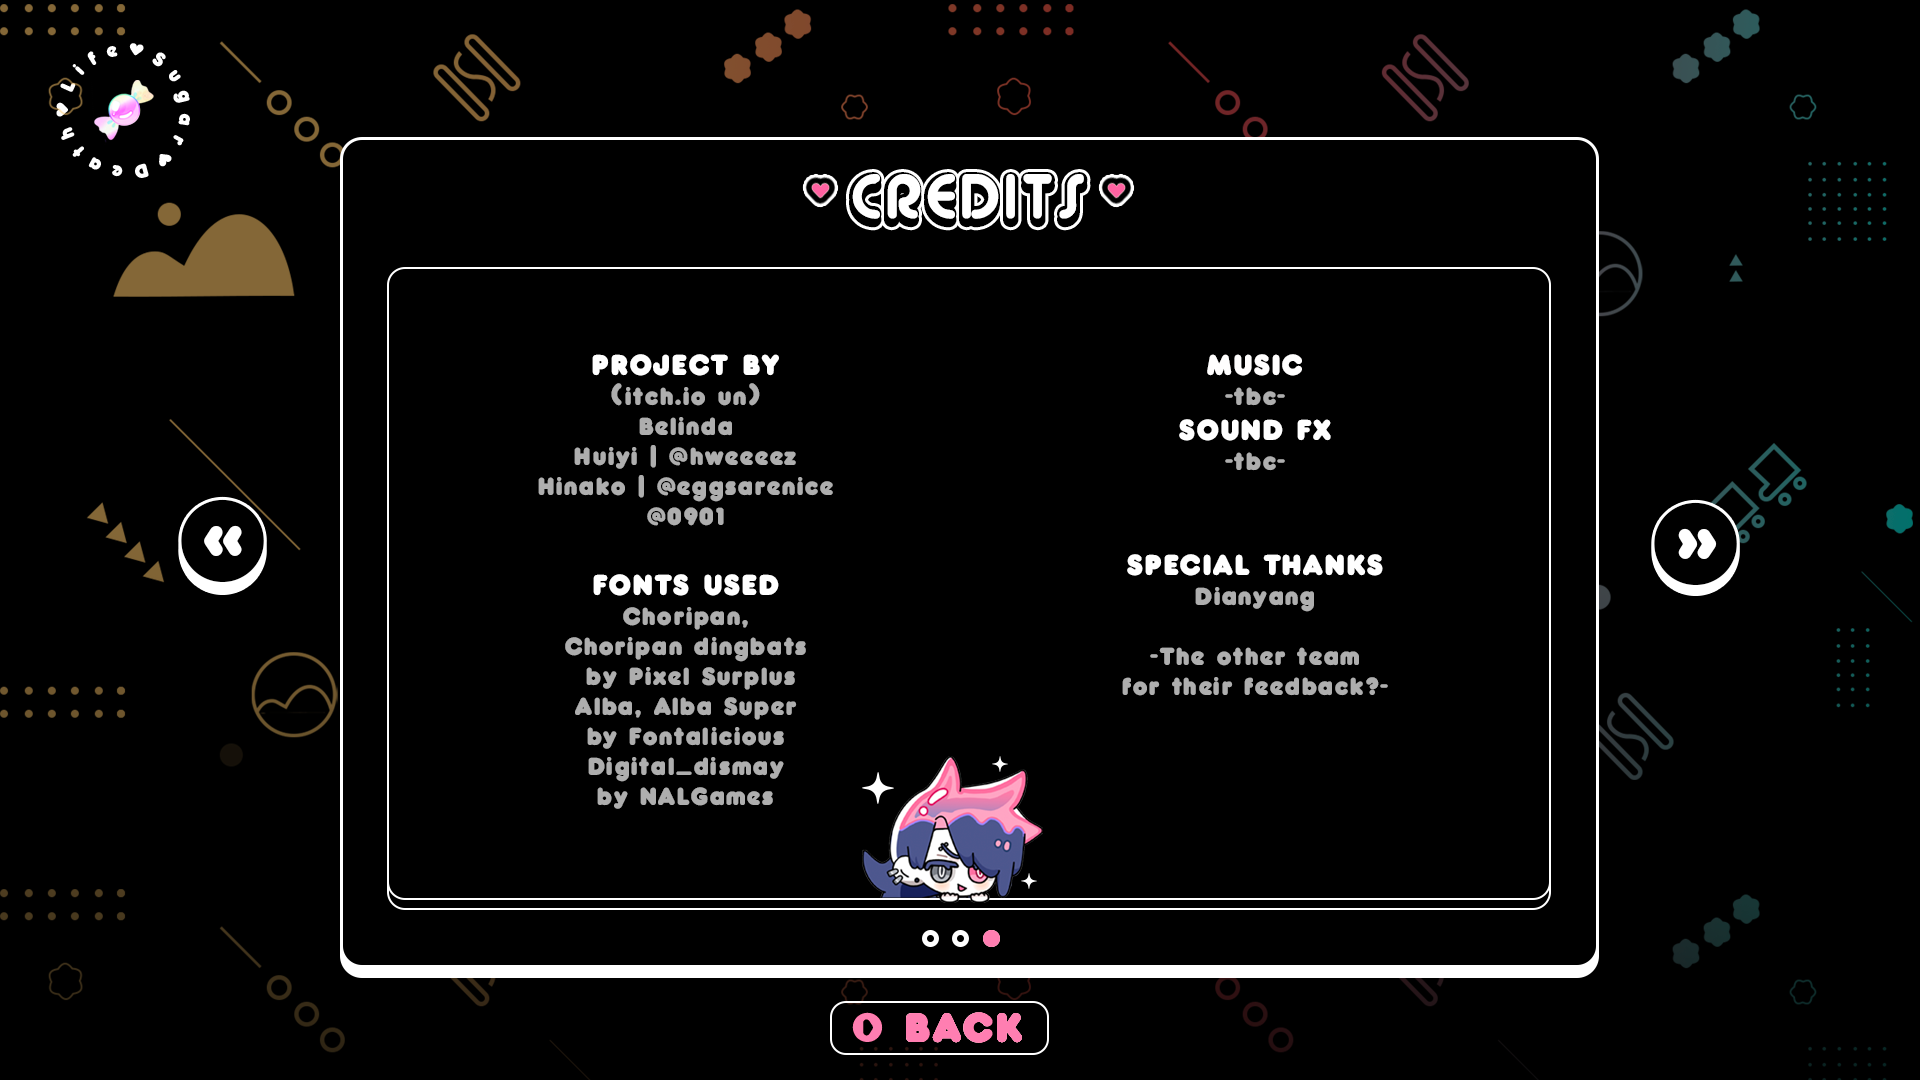 Life♥Sugar♥Death♥
CREDITS
PROJECT BY
(itch.io un)
Belinda
Huiyi | @hweeeez
Hinako | @eggsarenice
@0901
FONTS USED
Choripan,
Choripan dingbats
by Pixel Surplus
Alba, Alba Super
by Fontalicious
Digital_dismay
by NALGames
MUSIC
-tbc-
SOUND FX
-tbc-
SPECIAL THANKS
Dianyang
-The other team
for their feedback?-
BACK